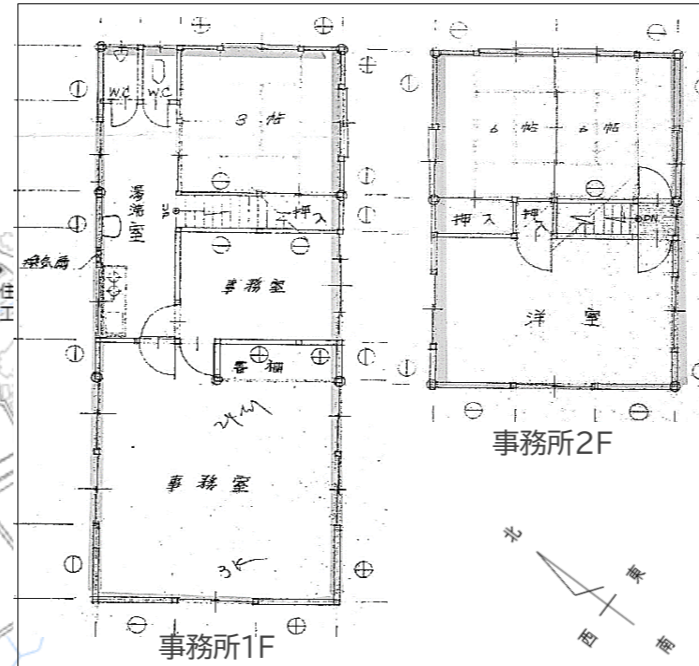 W.C
W.C
8 帖
湯沸室
UP
押入
換気扇
事務室
書棚
事務室
事務所1F
6 帖
6 帖
押入
押入
DN
洋室
事務所2F
北
東
西
南